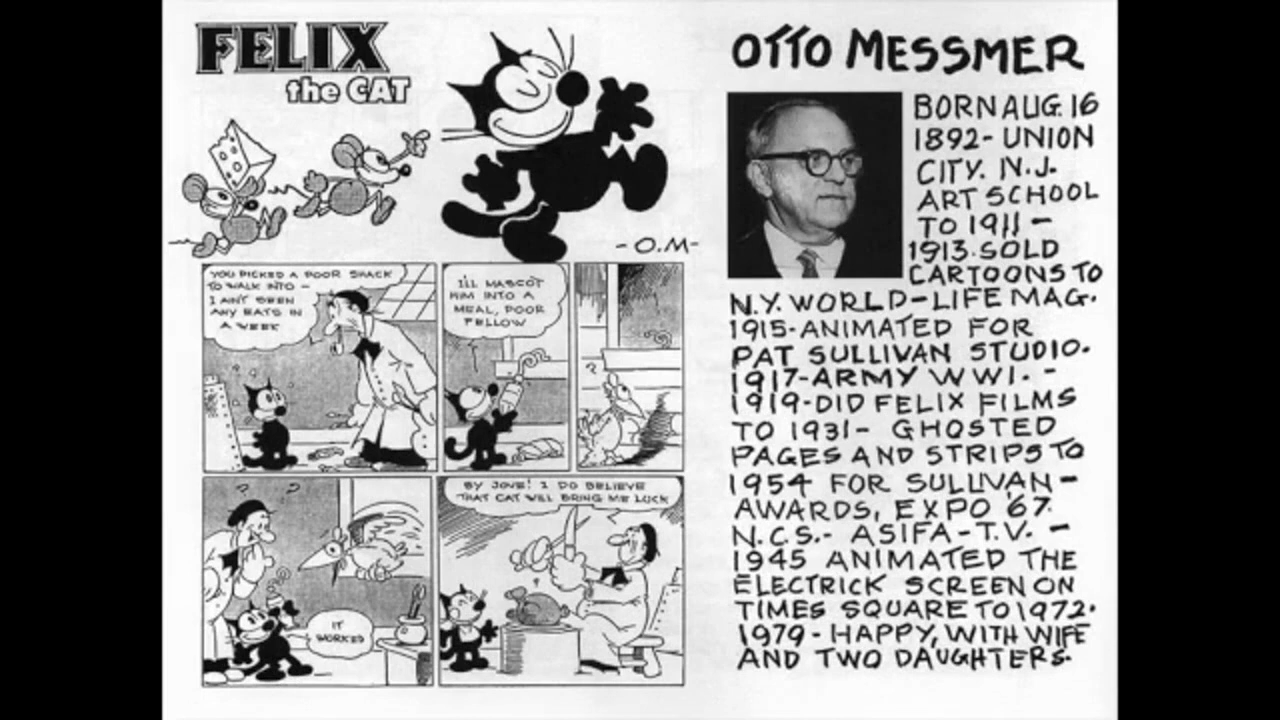 FELIX
the CAT
-O.M-
YOU PICKED A POOR SHACK
TO WALK INTO —
I AIN'T SEEN
ANY EATS IN
A WEEK
I'LL MASCOT
HIM INTO A
MEAL, POOR
FELLOW
?
? ?
IT
WORKED
BY JOVE! I DO BELIEVE
THAT CAT WILL BRING ME LUCK
?
OTTO MESSMER
BORN AUG. 16
1892- UNION
CITY. N.J.
ART SCHOOL
TO 1911 —
1913. SOLD
CARTOONS TO
N.Y. WORLD-LIFE MAG.
1915-ANIMATED FOR
PAT SULLIVAN STUDIO.
1917-ARMY WW1. -
1919-DID FELIX FILMS
TO 1931- GHOSTED
PAGES AND STRIPS TO
1954 FOR SULLIVAN-
AWARDS, EXPO '67.
N.C.S.- ASIFA-T.V. —
1945 ANIMATED THE
ELECTRICK SCREEN ON
TIMES SQUARE TO 1972.
1979-HAPPY, WITH WIFE
AND TWO DAUGHTERS.